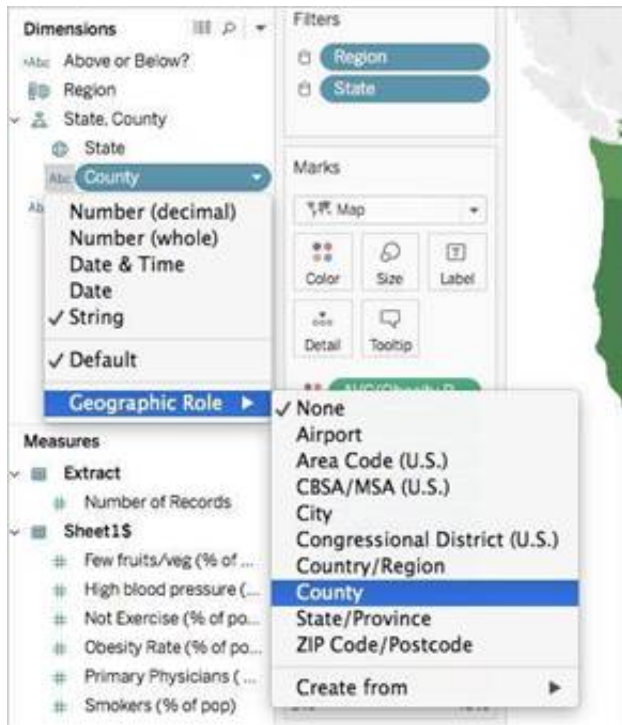 Dimensions
Abc Above or Below?
Region
State, County
State
Abc County
Ab
Number (decimal)
Number (whole)
Date & Time
Date
✓ String
✓ Default
Geographic Role
Measures
Extract
# Number of Records
Sheet1$
# Few fruits/veg (% of ...
# High blood pressure (...
# Not Exercise (% of po...
# Obesity Rate (% of po...
# Primary Physicians ( ...
# Smokers (% of pop)
Filters
Region
State
Marks
Map
Color
Size
Label
Detail
Tooltip
✓ None
Airport
Area Code (U.S.)
CBSA/MSA (U.S.)
City
Congressional District (U.S.)
Country/Region
County
State/Province
ZIP Code/Postcode
Create from